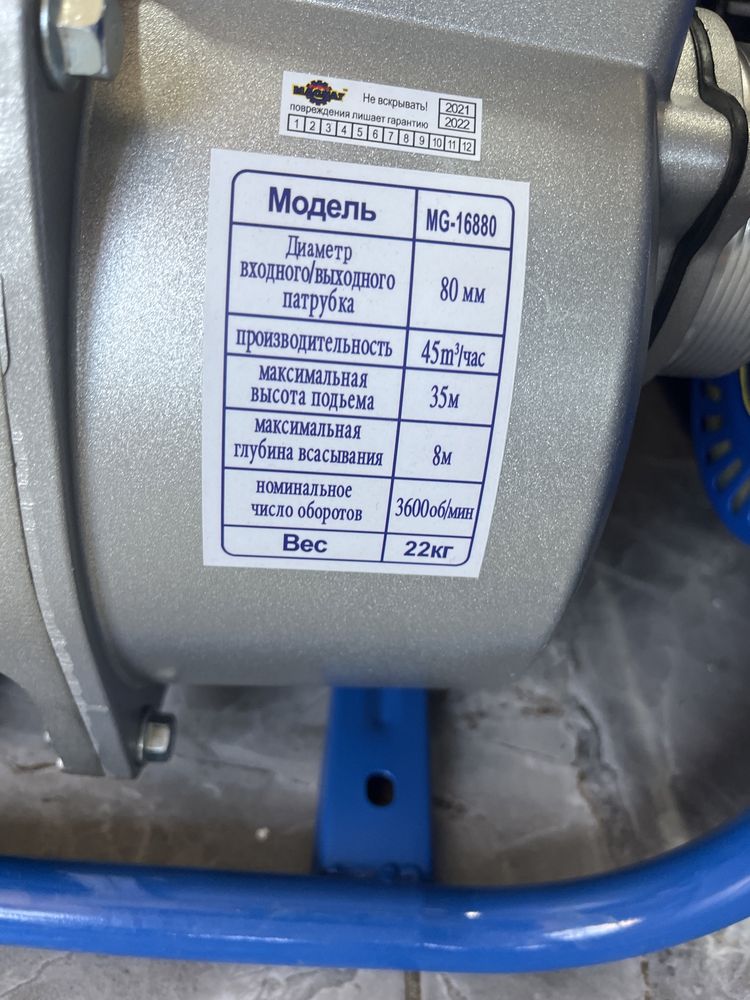 MAGNAT
Не вскрывать!
2021
повреждения лишает гарантию
2022
1 2 3 4 5 6 7 8 9 10 11 12
Модель
MG-16880
Диаметр
входного/выходного
патрубка
80 мм
производительность
45m³/час
максимальная
высота подьема
35м
максимальная
глубина всасывания
8м
номинальное
число оборотов
3600об/мин
Вес
22кг